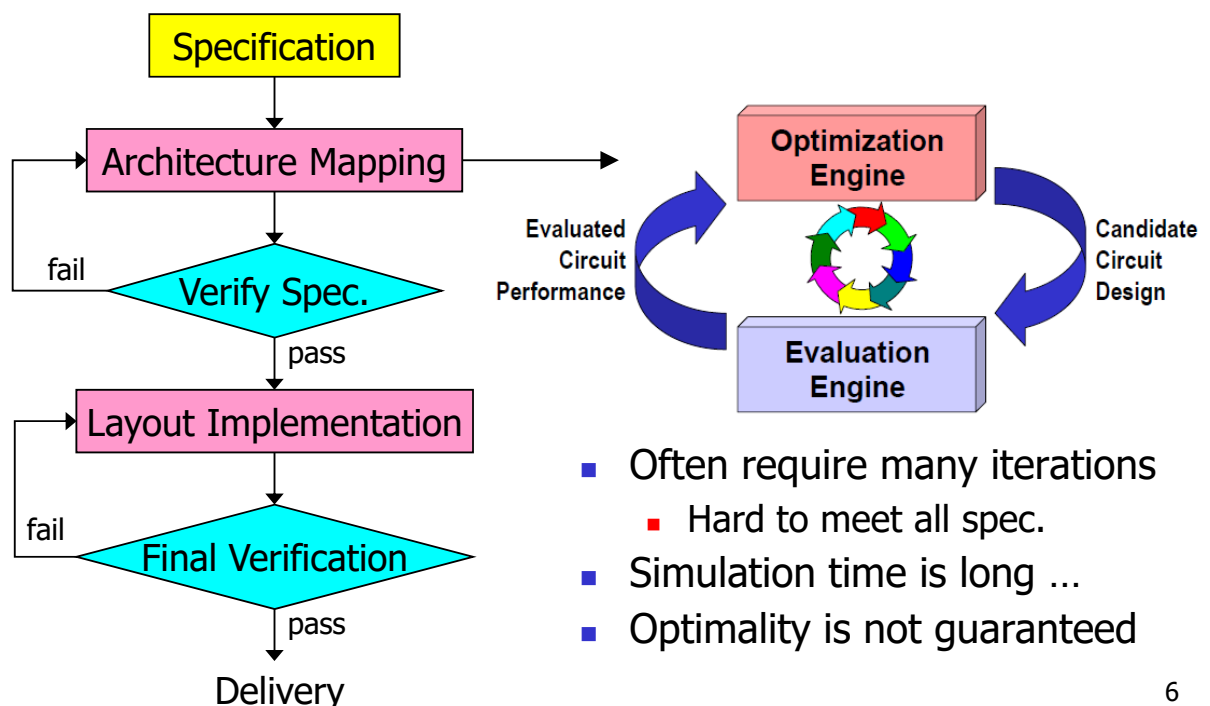 Specification
Architecture Mapping
fail
Verify Spec.
pass
Layout Implementation
fail
Final Verification
pass
Delivery
Optimization
Engine
Evaluated
Circuit
Performance
Candidate
Circuit
Design
Evaluation
Engine
Often require many iterations
Hard to meet all spec.
Simulation time is long …
Optimality is not guaranteed
6